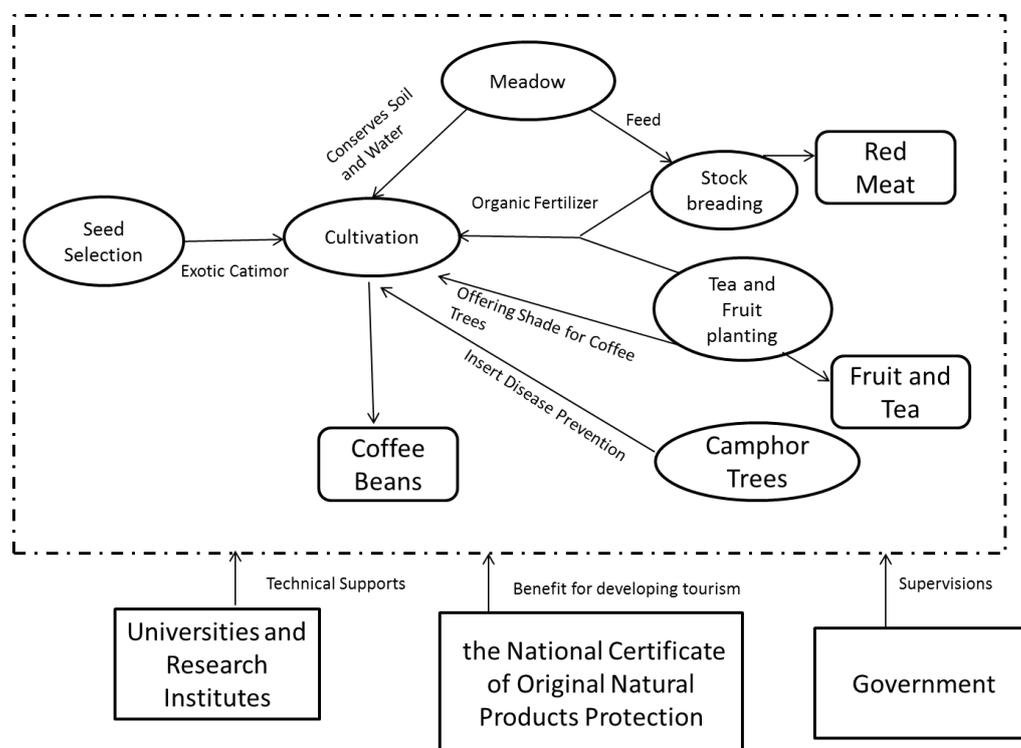 Meadow
Conserves Soil
and Water
Feed
Red
Meat
Stock
breading
Organic Fertilizer
Seed
Selection
Cultivation
Exotic Catimor
Tea and
Fruit
planting
Offering Shade for Coffee
Trees
Insert Disease Prevention
Fruit and
Tea
Coffee
Beans
Camphor
Trees
Technical Supports
Benefit for developing tourism
Supervisions
Universities and
Research
Institutes
the National Certificate
of Original Natural
Products Protection
Government